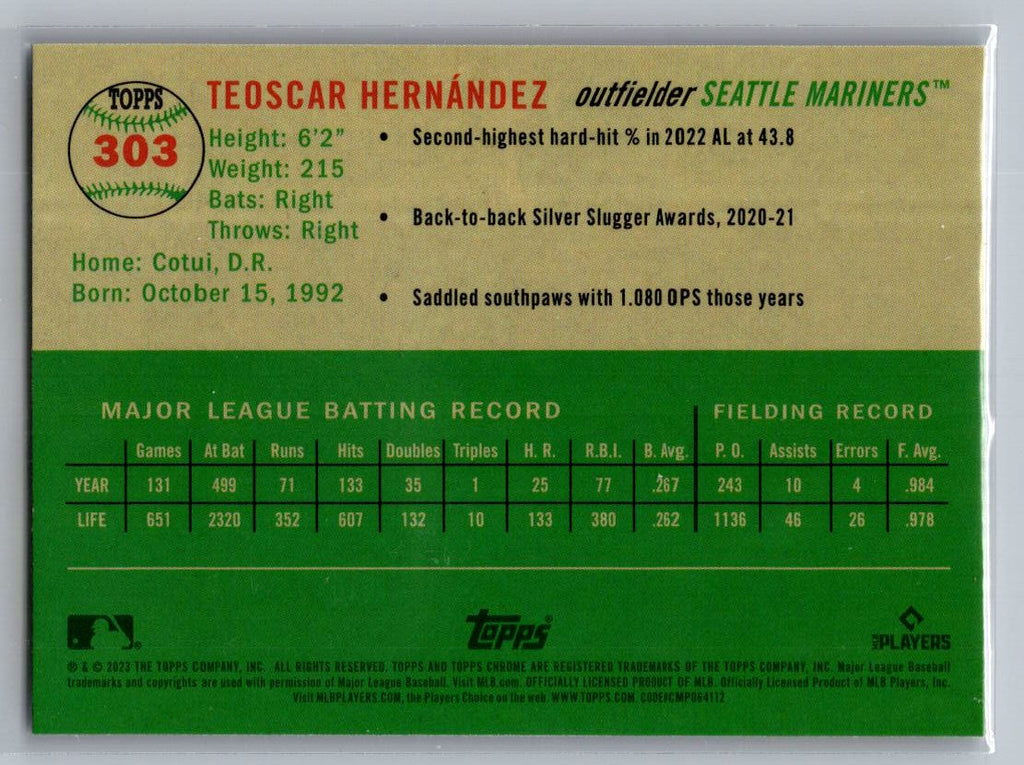 TOPPS
303
TEOSCAR HERNÁNDEZ outfielder SEATTLE MARINERS™
Height: 6'2"
Weight: 215
Bats: Right
Throws: Right
Home: Cotui, D.R.
Born: October 15, 1992
• Second-highest hard-hit % in 2022 AL at 43.8
• Back-to-back Silver Slugger Awards, 2020-21
• Saddled southpaws with 1.080 OPS those years
MAJOR LEAGUE BATTING RECORD FIELDING RECORD
Games At Bat Runs Hits Doubles Triples H. R. R.B.I. B. Avg. P. O. Assists Errors F. Avg.
YEAR 131 499 71 133 35 1 25 77 .267 243 10 4 .984
LIFE 651 2320 352 607 132 10 133 380 .262 1136 46 26 .978
Topps
MLB PLAYERS
® & © 2023 THE TOPPS COMPANY, INC. ALL RIGHTS RESERVED. TOPPS AND TOPPS CHROME ARE REGISTERED TRADEMARKS OF THE TOPPS COMPANY, INC. Major League Baseball
trademarks and copyrights are used with permission of Major League Baseball. Visit MLB.com. OFFICIALLY LICENSED PRODUCT OF MLB. Officially Licensed Product of MLB Players, Inc.
Visit MLBPLAYERS.COM, the Players Choice on the web. WWW.TOPPS.COM CODE#CMP064112